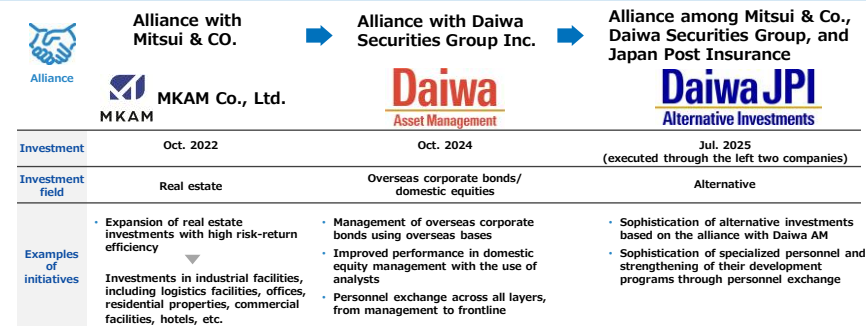 Alliance
Alliance with
Mitsui & CO.
Alliance with Daiwa
Securities Group Inc.
Alliance among Mitsui & Co.,
Daiwa Securities Group, and
Japan Post Insurance
MKAM
MKAM Co., Ltd.
Daiwa
Asset Management
Daiwa JPI
Alternative Investments
Investment
Oct. 2022
Oct. 2024
Jul. 2025
(executed through the left two companies)
Investment
field
Real estate
Overseas corporate bonds/
domestic equities
Alternative
Examples
of
initiatives
• Expansion of real estate
investments with high risk-return
efficiency
Investments in industrial facilities,
including logistics facilities, offices,
residential properties, commercial
facilities, hotels, etc.
• Management of overseas corporate
bonds using overseas bases
• Improved performance in domestic
equity management with the use of
analysts
• Personnel exchange across all layers,
from management to frontline
• Sophistication of alternative investments
based on the alliance with Daiwa AM
• Sophistication of specialized personnel and
strengthening of their development
programs through personnel exchange